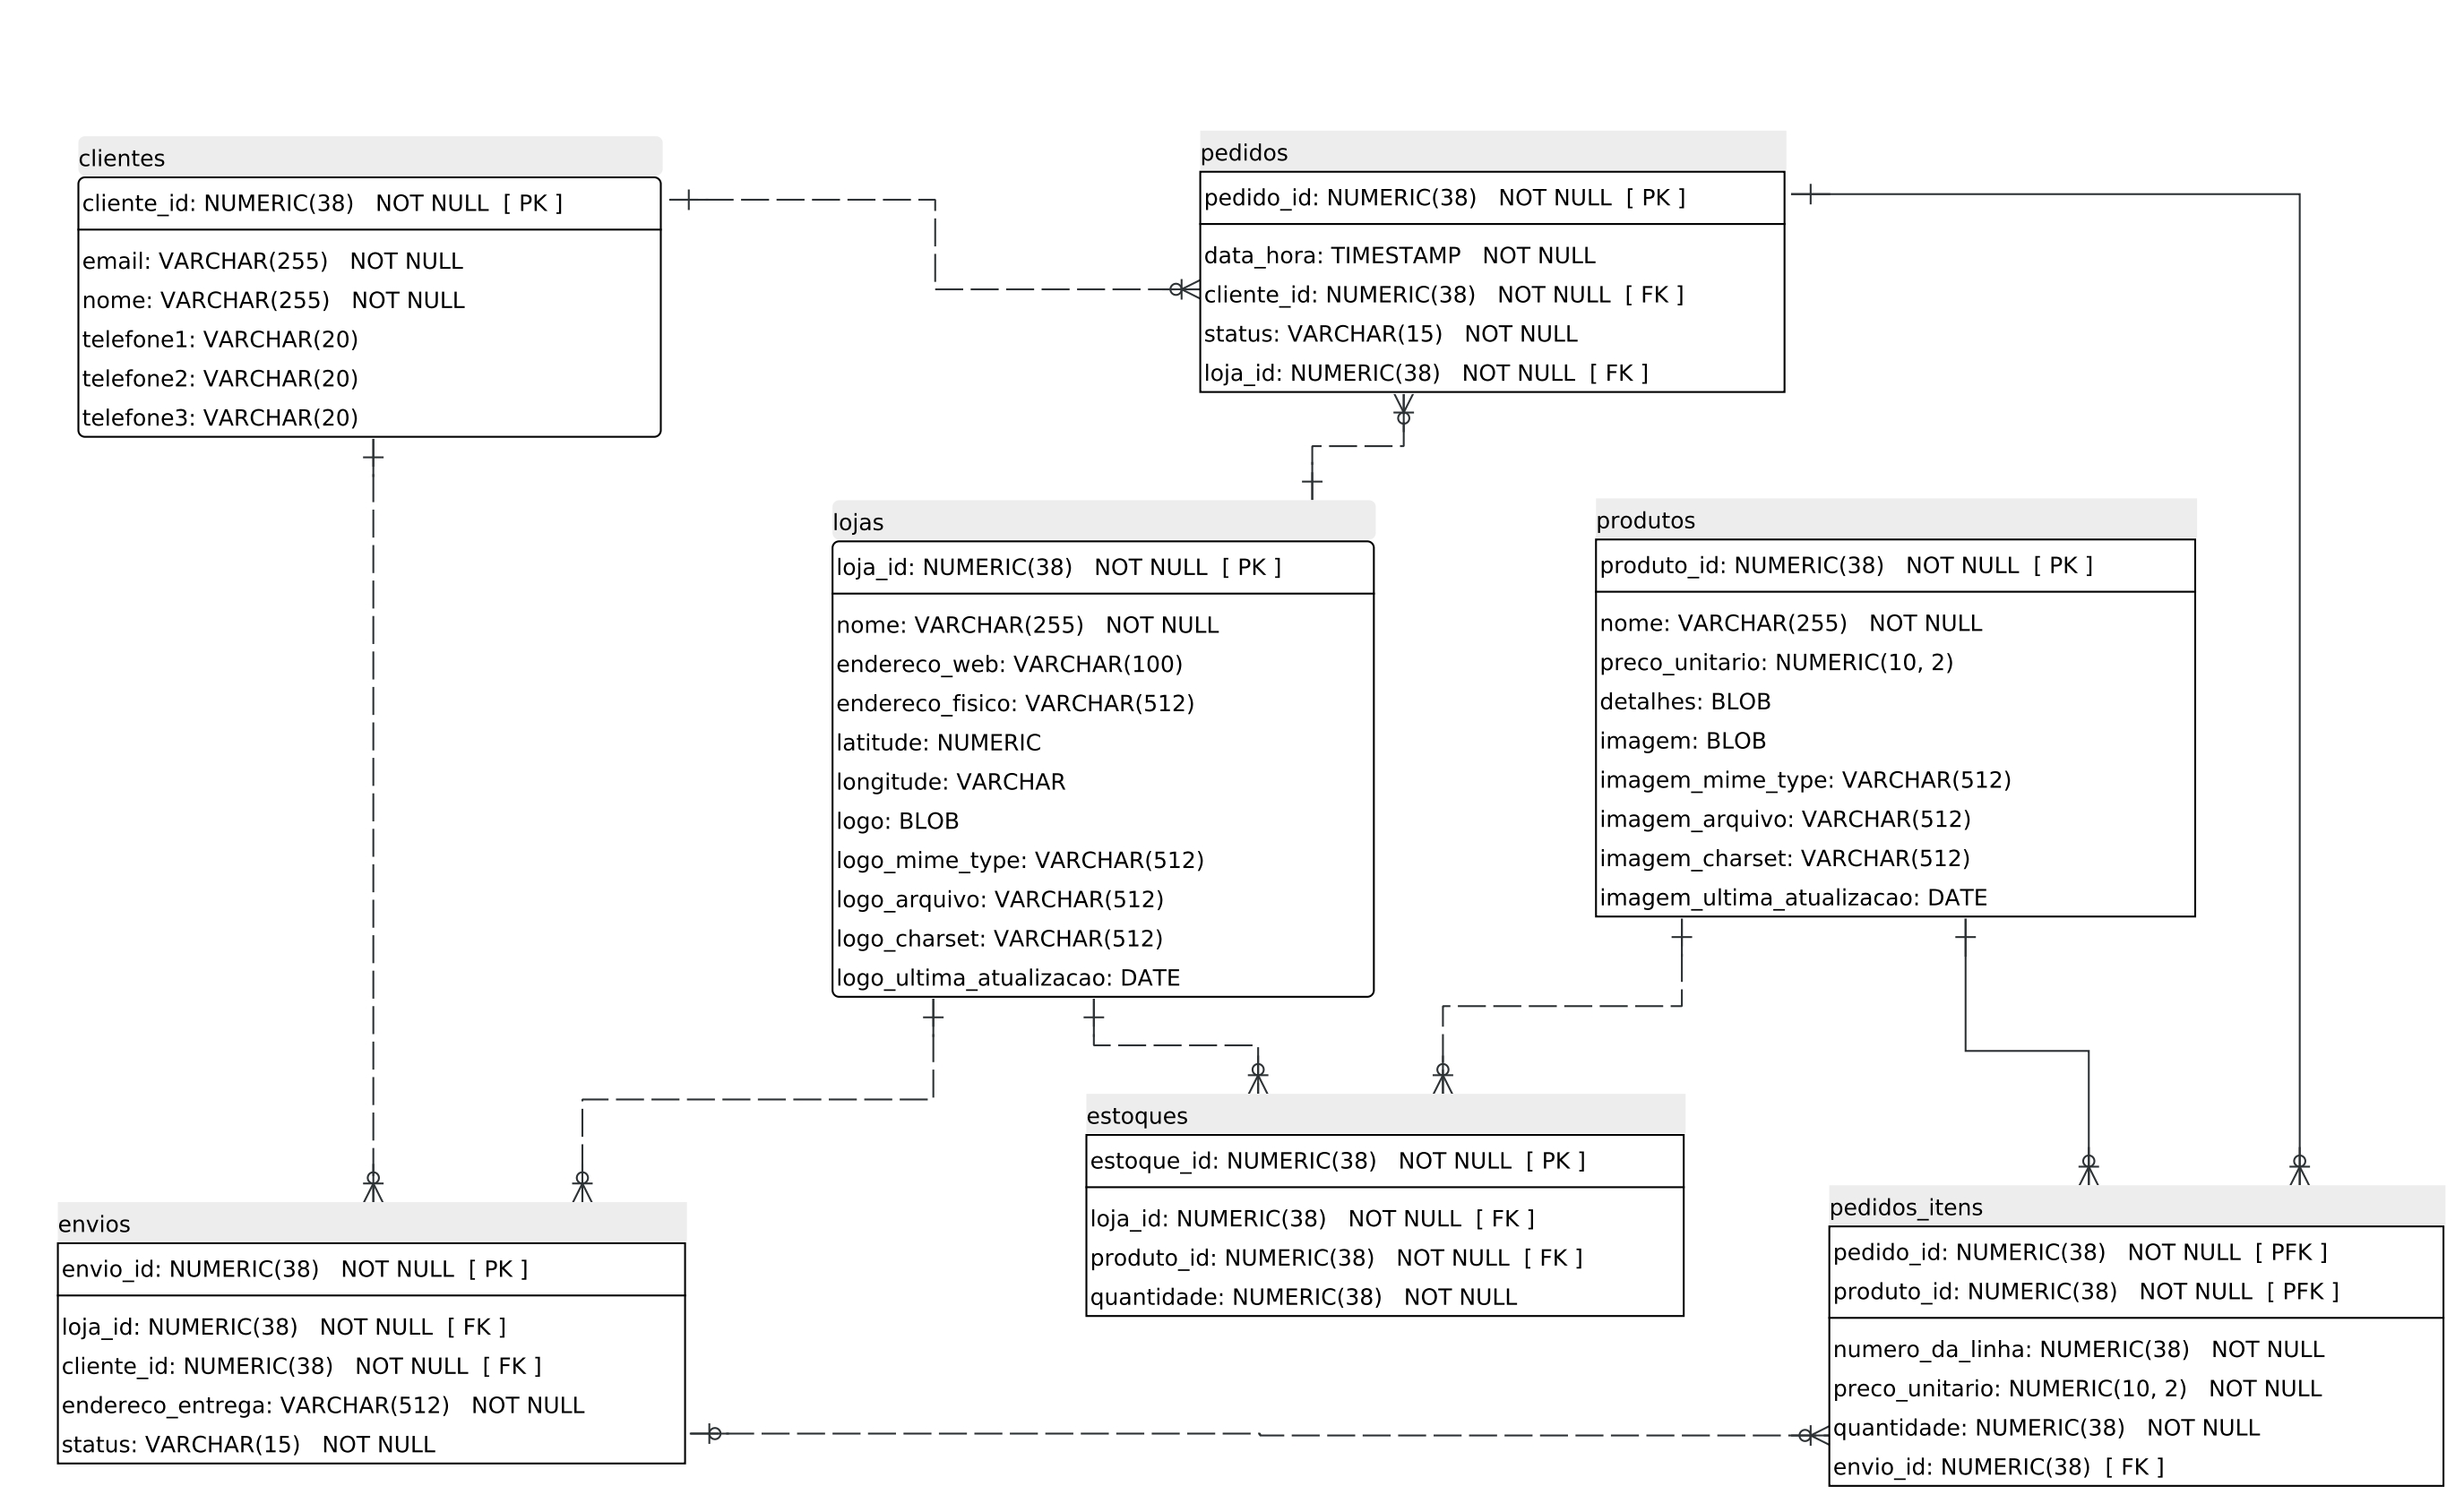 clientes
cliente_id: NUMERIC(38)   NOT NULL  [ PK ]
email: VARCHAR(255)   NOT NULL
nome: VARCHAR(255)   NOT NULL
telefone1: VARCHAR(20)
telefone2: VARCHAR(20)
telefone3: VARCHAR(20)
pedidos
pedido_id: NUMERIC(38)   NOT NULL  [ PK ]
data_hora: TIMESTAMP   NOT NULL
cliente_id: NUMERIC(38)   NOT NULL  [ FK ]
status: VARCHAR(15)   NOT NULL
loja_id: NUMERIC(38)   NOT NULL  [ FK ]
lojas
loja_id: NUMERIC(38)   NOT NULL  [ PK ]
nome: VARCHAR(255)   NOT NULL
endereco_web: VARCHAR(100)
endereco_fisico: VARCHAR(512)
latitude: NUMERIC
longitude: VARCHAR
logo: BLOB
logo_mime_type: VARCHAR(512)
logo_arquivo: VARCHAR(512)
logo_charset: VARCHAR(512)
logo_ultima_atualizacao: DATE
produtos
produto_id: NUMERIC(38)   NOT NULL  [ PK ]
nome: VARCHAR(255)   NOT NULL
preco_unitario: NUMERIC(10, 2)
detalhes: BLOB
imagem: BLOB
imagem_mime_type: VARCHAR(512)
imagem_arquivo: VARCHAR(512)
imagem_charset: VARCHAR(512)
imagem_ultima_atualizacao: DATE
envios
envio_id: NUMERIC(38)   NOT NULL  [ PK ]
loja_id: NUMERIC(38)   NOT NULL  [ FK ]
cliente_id: NUMERIC(38)   NOT NULL  [ FK ]
endereco_entrega: VARCHAR(512)   NOT NULL
status: VARCHAR(15)   NOT NULL
estoques
estoque_id: NUMERIC(38)   NOT NULL  [ PK ]
loja_id: NUMERIC(38)   NOT NULL  [ FK ]
produto_id: NUMERIC(38)   NOT NULL  [ FK ]
quantidade: NUMERIC(38)   NOT NULL
pedidos_itens
pedido_id: NUMERIC(38)   NOT NULL  [ PFK ]
produto_id: NUMERIC(38)   NOT NULL  [ PFK ]
numero_da_linha: NUMERIC(38)   NOT NULL
preco_unitario: NUMERIC(10, 2)   NOT NULL
quantidade: NUMERIC(38)   NOT NULL
envio_id: NUMERIC(38)  [ FK ]